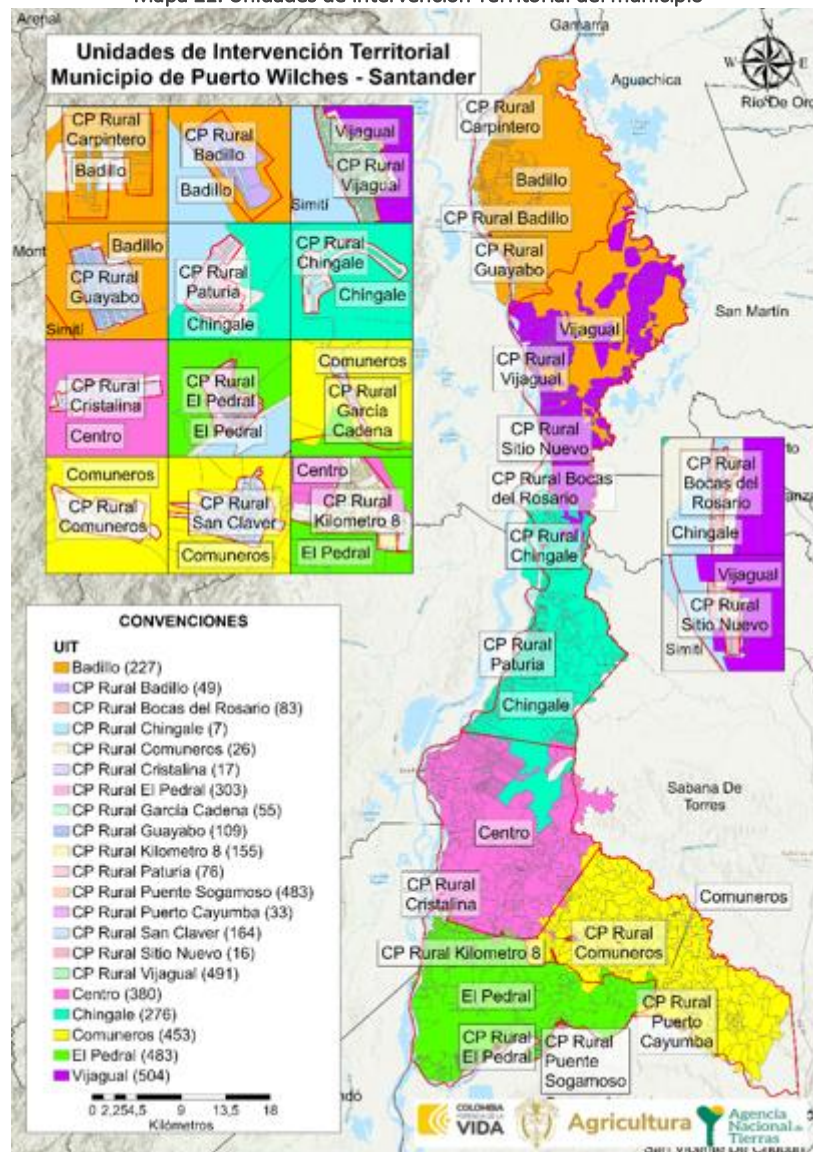 Mapa 22. Unidades de Intervención Territorial del municipio
Unidades de Intervención Territorial
Municipio de Puerto Wilches - Santander
Arenal
Gamarra
Aguachica
W
E
Río De Oro
CP Rural
Carpintero
Badillo
CP Rural
Badillo
Badillo
Vijagual
CP Rural
Vijagual
Simití
Badillo
CP Rural
Guayabo
Simití
CP Rural
Paturia
Chingale
CP Rural
Chingale
Chingale
CP Rural
Cristalina
Centro
CP Rural
El Pedral
El Pedral
Comuneros
CP Rural
García
Cadena
Comuneros
CP Rural
Comuneros
CP Rural
San Claver
Comuneros
Centro
CP Rural
Kilometro 8
El Pedral
CP Rural
Carpintero
Badillo
CP Rural Badillo
CP Rural
Guayabo
San Martín
Vijagual
CP Rural
Vijagual
CP Rural
Sitio Nuevo
CP Rural Bocas
del Rosario
CP Rural
Chingale
CP Rural
Bocas del
Rosario
Chingale
Vijagual
CP Rural
Sitio Nuevo
Simití
CP Rural
Paturia
Chingale
Sabana De
Torres
Centro
CP Rural
Cristalina
Comuneros
CP Rural Kilometro 8
CP Rural
Comuneros
El Pedral
CP Rural
El Pedral
CP Rural
Puente
Sogamoso
CP Rural
Puerto
Cayumba
CONVENCIONES
UIT
Badillo (227)
CP Rural Badillo (49)
CP Rural Bocas del Rosario (83)
CP Rural Chingale (7)
CP Rural Comuneros (26)
CP Rural Cristalina (17)
CP Rural El Pedral (303)
CP Rural García Cadena (55)
CP Rural Guayabo (109)
CP Rural Kilometro 8 (155)
CP Rural Paturia (76)
CP Rural Puente Sogamoso (483)
CP Rural Puerto Cayumba (33)
CP Rural San Claver (164)
CP Rural Sitio Nuevo (16)
CP Rural Vijagual (491)
Centro (380)
Chingale (276)
Comuneros (453)
El Pedral (483)
Vijagual (504)
0 2,254,5 9 13,5 18
Kilómetros
COLOMBIA
POTENCIA DE LA
VIDA
Agricultura
Agencia
Nacional de
Tierras